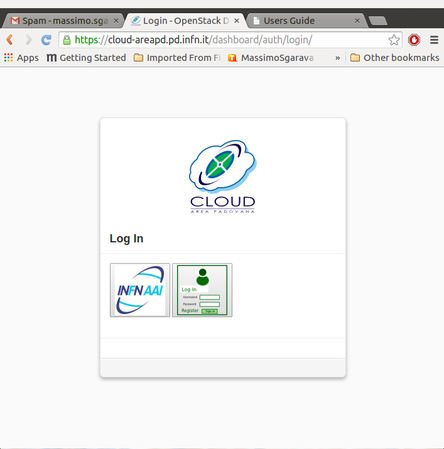 Spam - massimo.sga
Login - OpenStack D
Users Guide
https://cloud-areapd.pd.infn.it/dashboard/auth/login/
Apps
Getting Started
Imported From Fi
MassimoSgarava
»
Other bookmarks
CLOUD
AREA PADOVANA
Log In
INFN AAI
Log In
Username
Password
Register
Sign In